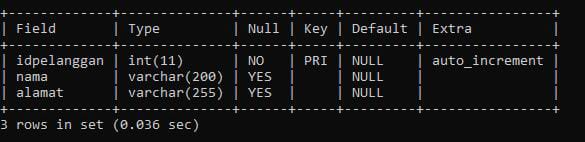 +-------------+--------------+------+-----+---------+----------------+
| Field       | Type         | Null | Key | Default | Extra          |
+-------------+--------------+------+-----+---------+----------------+
| idpelanggan | int(11)      | NO   | PRI | NULL    | auto_increment |
| nama        | varchar(200) | YES  |     | NULL    |                |
| alamat      | varchar(255) | YES  |     | NULL    |                |
+-------------+--------------+------+-----+---------+----------------+
3 rows in set (0.036 sec)